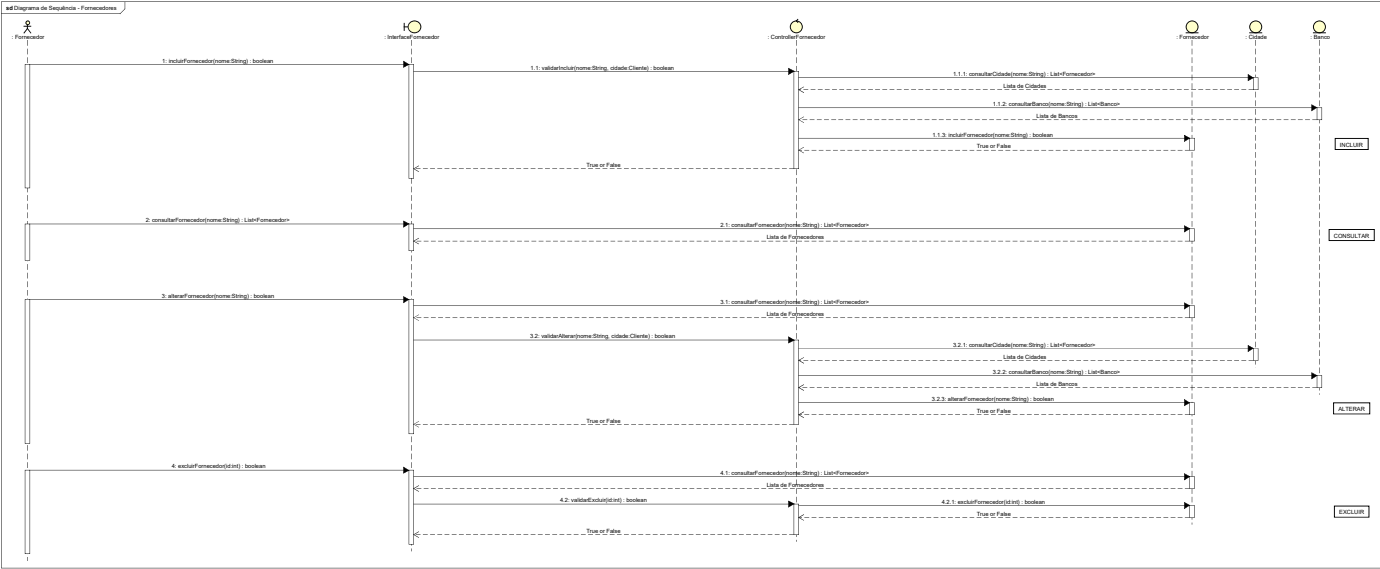 sd Diagrama de Sequência - Fornecedores
: Fornecedor
: InterfaceFornecedor
: ControllerFornecedor
: Fornecedor
: Cidade
: Banco
1: incluirFornecedor(nome:String) : boolean
1.1: validarIncluir(nome:String, cidade:Cliente) : boolean
1.1.1: consultarCidade(nome:String) : List<Fornecedor>
Lista de Cidades
1.1.2: consultarBanco(nome:String) : List<Banco>
Lista de Bancos
1.1.3: incluirFornecedor(nome:String) : boolean
True or False
INCLUIR
True or False
2: consultarFornecedor(nome:String) : List<Fornecedor>
2.1: consultarFornecedor(nome:String) : List<Fornecedor>
Lista de Fornecedores
CONSULTAR
3: alterarFornecedor(nome:String) : boolean
3.1: consultarFornecedor(nome:String) : List<Fornecedor>
Lista de Fornecedores
3.2: validarAlterar(nome:String, cidade:Cliente) : boolean
3.2.1: consultarCidade(nome:String) : List<Fornecedor>
Lista de Cidades
3.2.2: consultarBanco(nome:String) : List<Banco>
Lista de Bancos
3.2.3: alterarFornecedor(nome:String) : boolean
True or False
ALTERAR
True or False
4: excluirFornecedor(id:int) : boolean
4.1: consultarFornecedor(nome:String) : List<Fornecedor>
Lista de Fornecedores
4.2: validarExcluir(id:int) : boolean
4.2.1: excluirFornecedor(id:int) : boolean
True or False
EXCLUIR
True or False